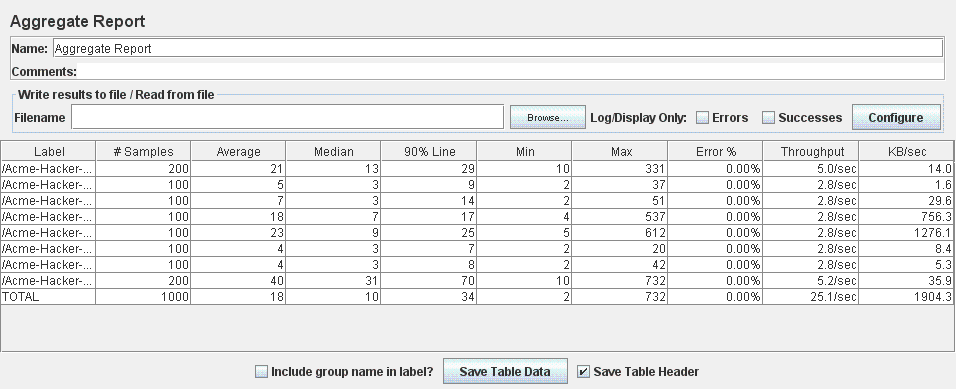 Aggregate Report
Name: Aggregate Report
Comments:
Write results to file / Read from file
Filename Browse... Log/Display Only: Errors Successes Configure
Label # Samples Average Median 90% Line Min Max Error % Throughput KB/sec
/Acme-Hacker-... 200 21 13 29 10 331 0.00% 5.0/sec 14.0
/Acme-Hacker-... 100 5 3 9 2 37 0.00% 2.8/sec 1.6
/Acme-Hacker-... 100 7 3 14 2 51 0.00% 2.8/sec 29.6
/Acme-Hacker-... 100 18 7 17 4 537 0.00% 2.8/sec 756.3
/Acme-Hacker-... 100 23 9 25 5 612 0.00% 2.8/sec 1276.1
/Acme-Hacker-... 100 4 3 7 2 20 0.00% 2.8/sec 8.4
/Acme-Hacker-... 100 4 3 8 2 42 0.00% 2.8/sec 5.3
/Acme-Hacker-... 200 40 31 70 10 732 0.00% 5.2/sec 35.9
TOTAL 1000 18 10 34 2 732 0.00% 25.1/sec 1904.3
Include group name in label? Save Table Data Save Table Header